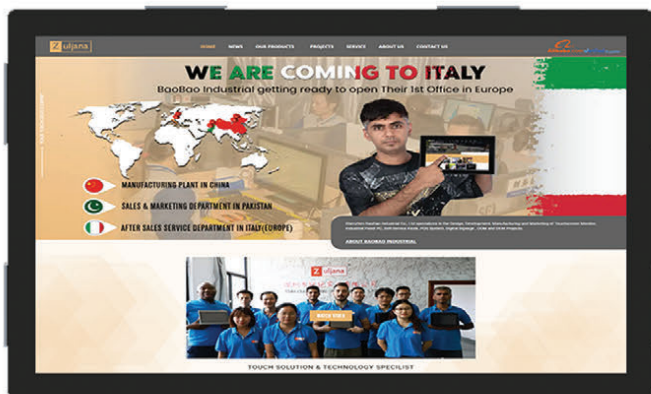 Zuljana
HOME NEWS OUR PRODUCTS PROJECTS SERVICE ABOUT US CONTACT US
WE ARE COMING TO ITALY
BaoBao Industrial getting ready to open Their 1st Office in Europe
MANUFACTURING PLANT IN CHINA
SALES & MARKETING DEPARTMENT IN PAKISTAN
AFTER SALES SERVICE DEPARTMENT IN ITALY(EUROPE)
ABOUT BAOBAO INDUSTRIAL
Zuljana
TOUCH SOLUTION & TECHNOLOGY SPECILIST